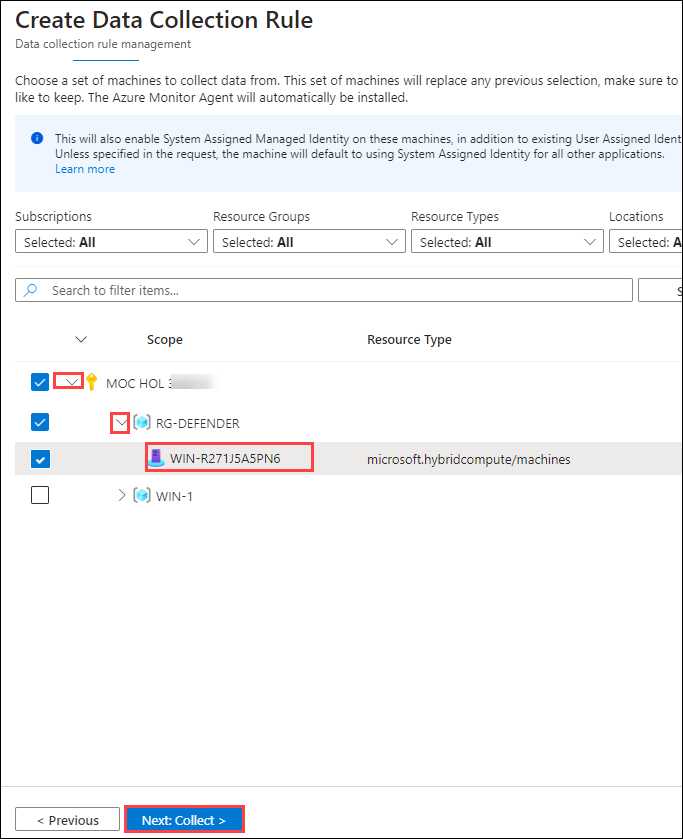 Create Data Collection Rule
Data collection rule management
Choose a set of machines to collect data from. This set of machines will replace any previous selection, make sure to
like to keep. The Azure Monitor Agent will automatically be installed.
This will also enable System Assigned Managed Identity on these machines, in addition to existing User Assigned Identi
Unless specified in the request, the machine will default to using System Assigned Identity for all other applications.
Learn more
Subscriptions Resource Groups Resource Types Locations
Selected: All Selected: All Selected: All Selected: A
Search to filter items...
Scope Resource Type
MOC HOL
RG-DEFENDER
WIN-R271J5A5PN6 microsoft.hybridcompute/machines
WIN-1
< Previous Next: Collect >